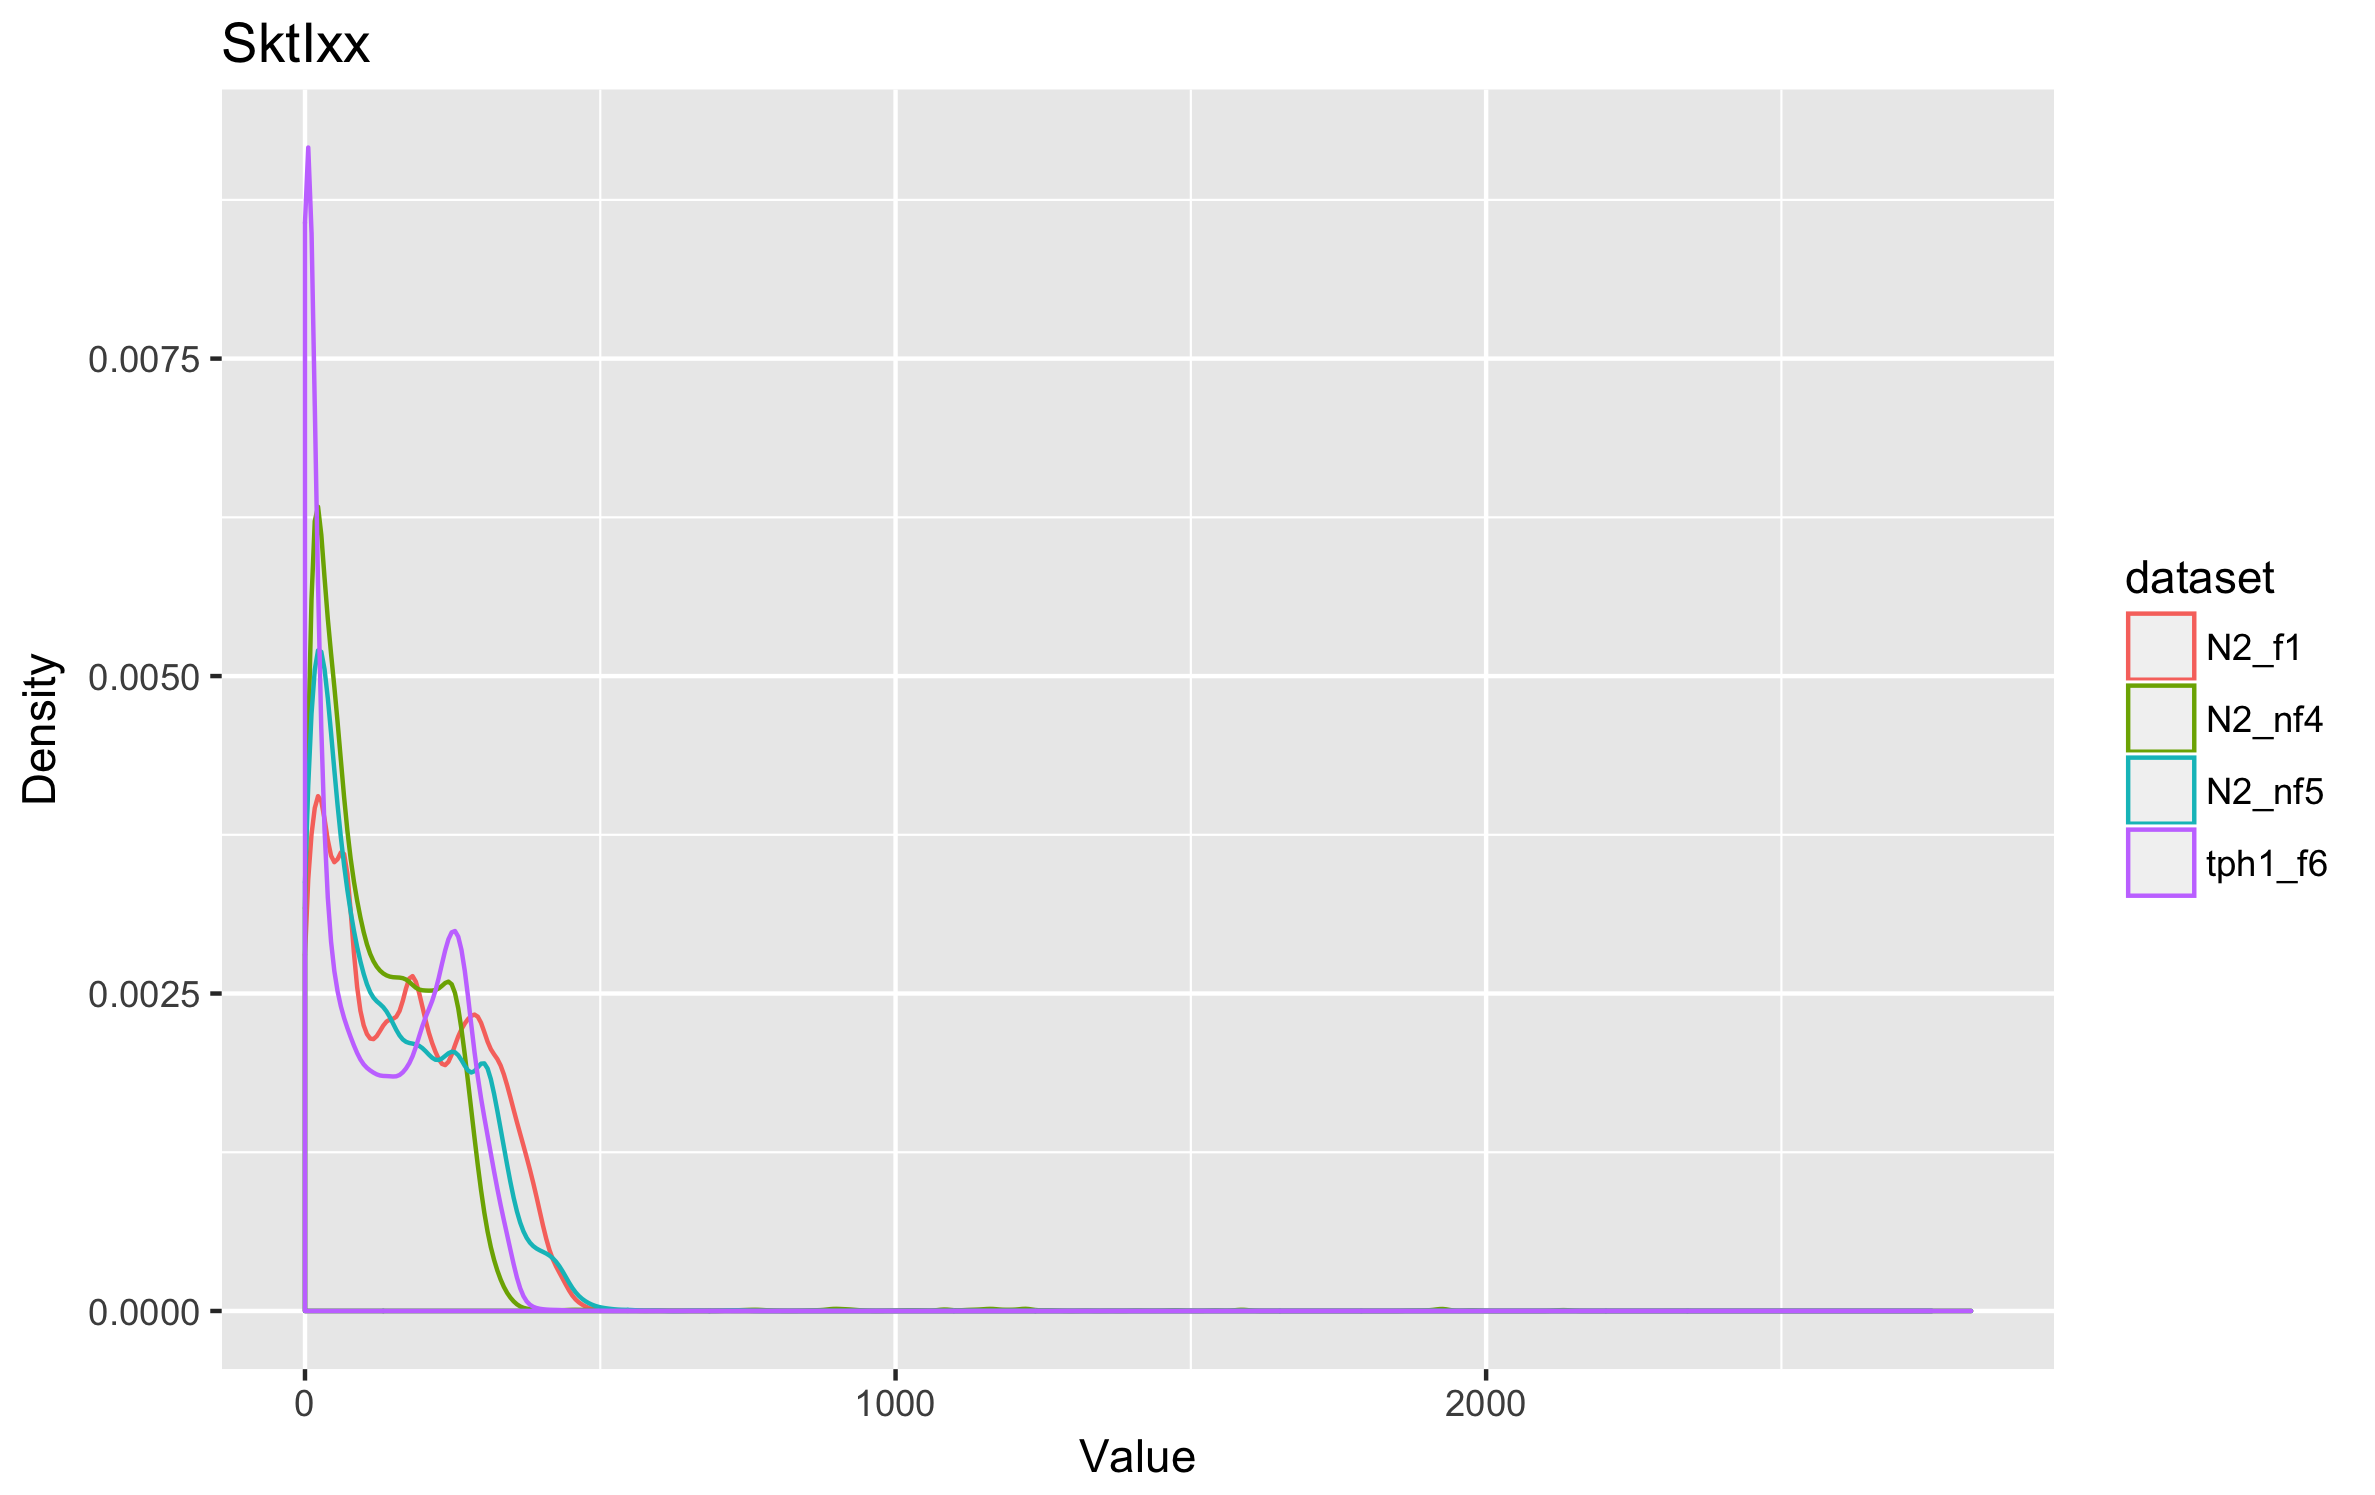 SktIxx
0.0075
0.0050
0.0025
0.0000
Density
0
1000
2000
Value
dataset
N2_f1
N2_nf4
N2_nf5
tph1_f6